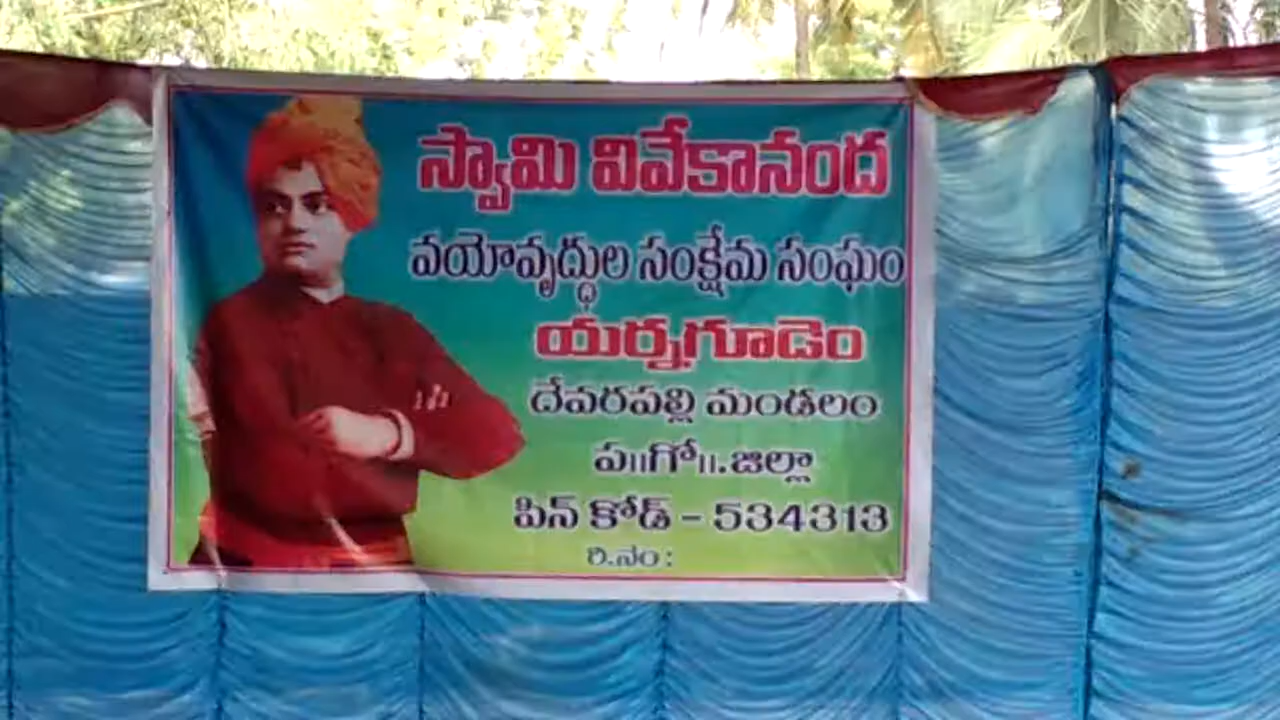 స్వామి వివేకానంద
వయోవృద్ధుల సంక్షేమ సంఘం
యర్నగూడెం
దేవరపల్లి మండలం
ప॥గో॥.జిల్లా
పిన్ కోడ్ - 534313
రి.నెం :